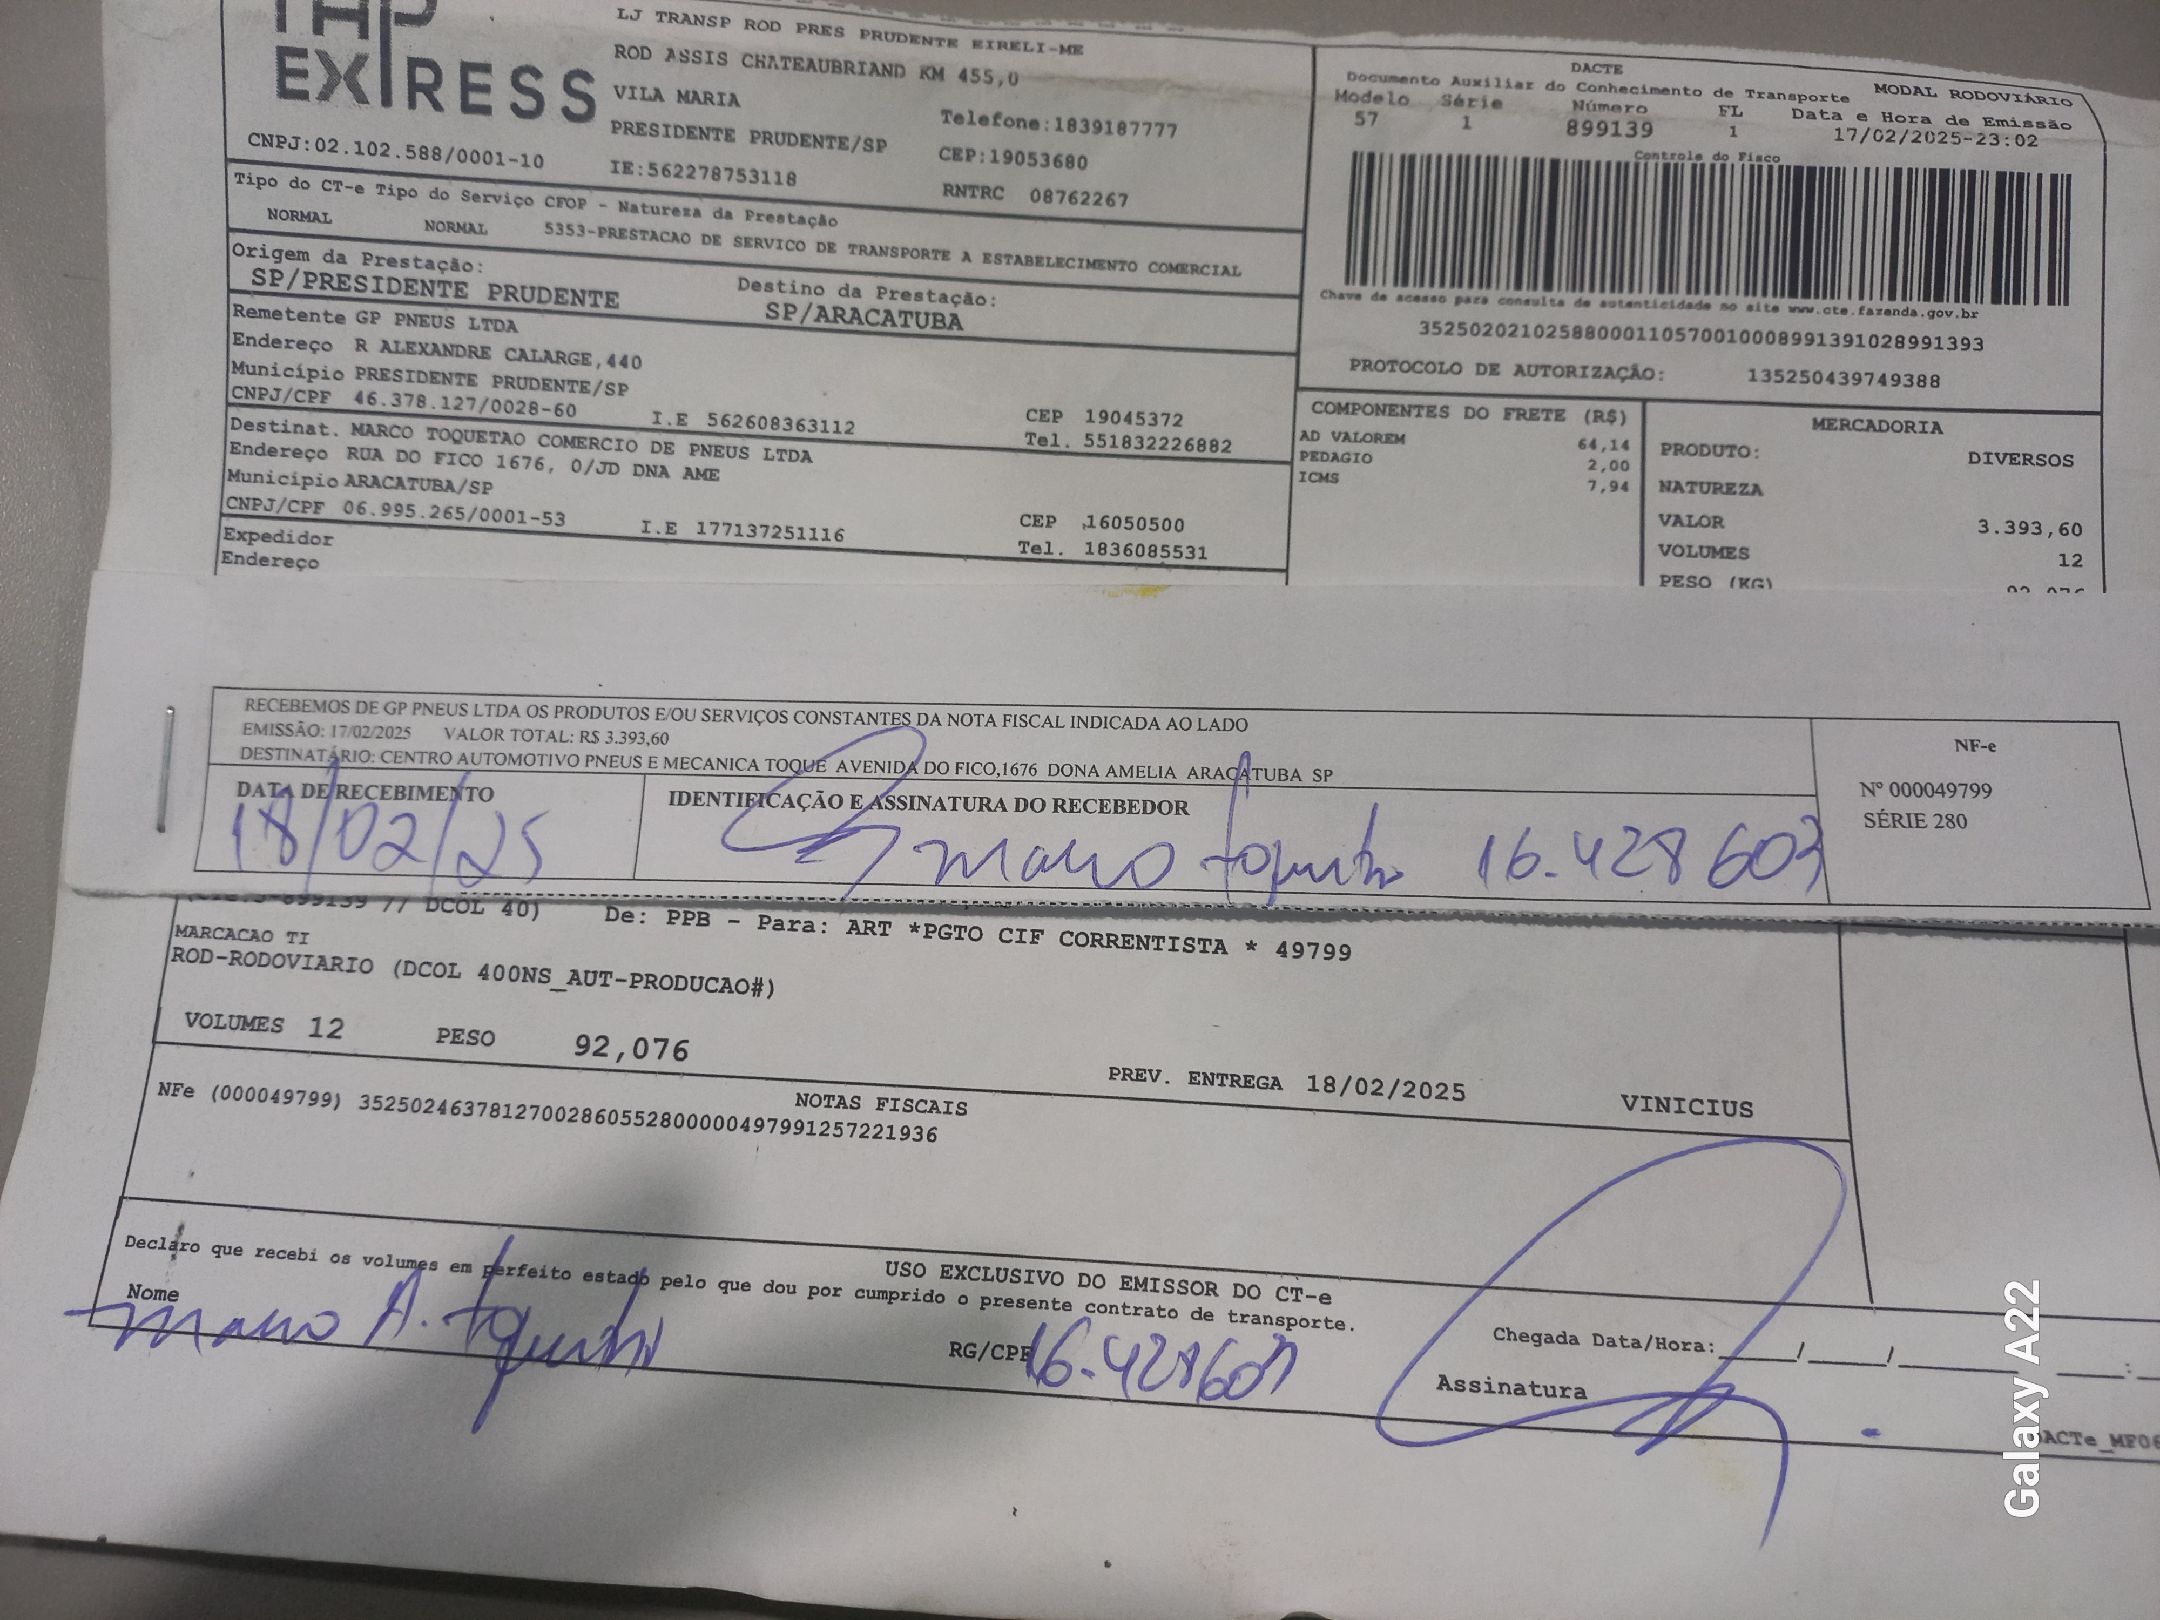 EXPRESS
LJ TRANSP ROD PRES PRUDENTE EIRELI-ME
ROD ASSIS CHATEAUBRIAND KM 455,0
VILA MARIA
Telefone:1839187777
PRESIDENTE PRUDENTE/SP
CEP:19053680
CNPJ:02.102.588/0001-10
IE:562278753118
RNTRC 08762267
DACTE
Documento Auxiliar do Conhecimento de Transporte
MODAL RODOVIÁRIO
Modelo Série Número FL Data e Hora de Emissão
57 1 899139 1 17/02/2025-23:02
Controle do Fisco
Chave de acesso para consulta de autenticidade no site www.cte.fazenda.gov.br
35250202102588000110570010008991391028991393
PROTOCOLO DE AUTORIZAÇÃO: 135250439749388
Tipo do CT-e Tipo do Serviço CFOP - Natureza da Prestação
NORMAL NORMAL 5353-PRESTACAO DE SERVICO DE TRANSPORTE A ESTABELECIMENTO COMERCIAL
Origem da Prestação:
SP/PRESIDENTE PRUDENTE
Destino da Prestação:
SP/ARACATUBA
Remetente GP PNEUS LTDA
Endereço R ALEXANDRE CALARGE,440
Município PRESIDENTE PRUDENTE/SP
CEP 19045372
CNPJ/CPF 46.378.127/0028-60 I.E 562608363112 Tel. 551832226882
Destinat. MARCO TOQUETAO COMERCIO DE PNEUS LTDA
Endereço RUA DO FICO 1676, 0/JD DNA AME
Município ARACATUBA/SP
CEP 16050500
CNPJ/CPF 06.995.265/0001-53 I.E 177137251116 Tel. 1836085531
Expedidor
Endereço
COMPONENTES DO FRETE (R$)
AD VALOREM 64,14
PEDAGIO 2,00
ICMS 7,94
MERCADORIA
PRODUTO: DIVERSOS
NATUREZA
VALOR 3.393,60
VOLUMES 12
PESO (KG) 92,076
RECEBEMOS DE GP PNEUS LTDA OS PRODUTOS E/OU SERVIÇOS CONSTANTES DA NOTA FISCAL INDICADA AO LADO
EMISSÃO: 17/02/2025 VALOR TOTAL: R$ 3.393,60
DESTINATÁRIO: CENTRO AUTOMOTIVO PNEUS E MECANICA TOQUE AVENIDA DO FICO,1676 DONA AMELIA ARAÇATUBA SP
DATA DE RECEBIMENTO
18/02/25
IDENTIFICAÇÃO E ASSINATURA DO RECEBEDOR
16.428603
NF-e
Nº 000049799
SÉRIE 280
899139 // DCOL 40) De: PPB - Para: ART *PGTO CIF CORRENTISTA * 49799
MARCACAO TI
ROD-RODOVIARIO (DCOL 400NS_AUT-PRODUCAO#)
VOLUMES 12 PESO 92,076
PREV. ENTREGA 18/02/2025 VINICIUS
NOTAS FISCAIS
NFe (000049799) 35250246378127002860552800000497991257221936
USO EXCLUSIVO DO EMISSOR DO CT-e
Declaro que recebi os volumes em perfeito estado pelo que dou por cumprido o presente contrato de transporte.
Nome
RG/CPF 16.428603
Chegada Data/Hora:____/____/____ ____:
Assinatura
DACTe_MF06
Galaxy A22